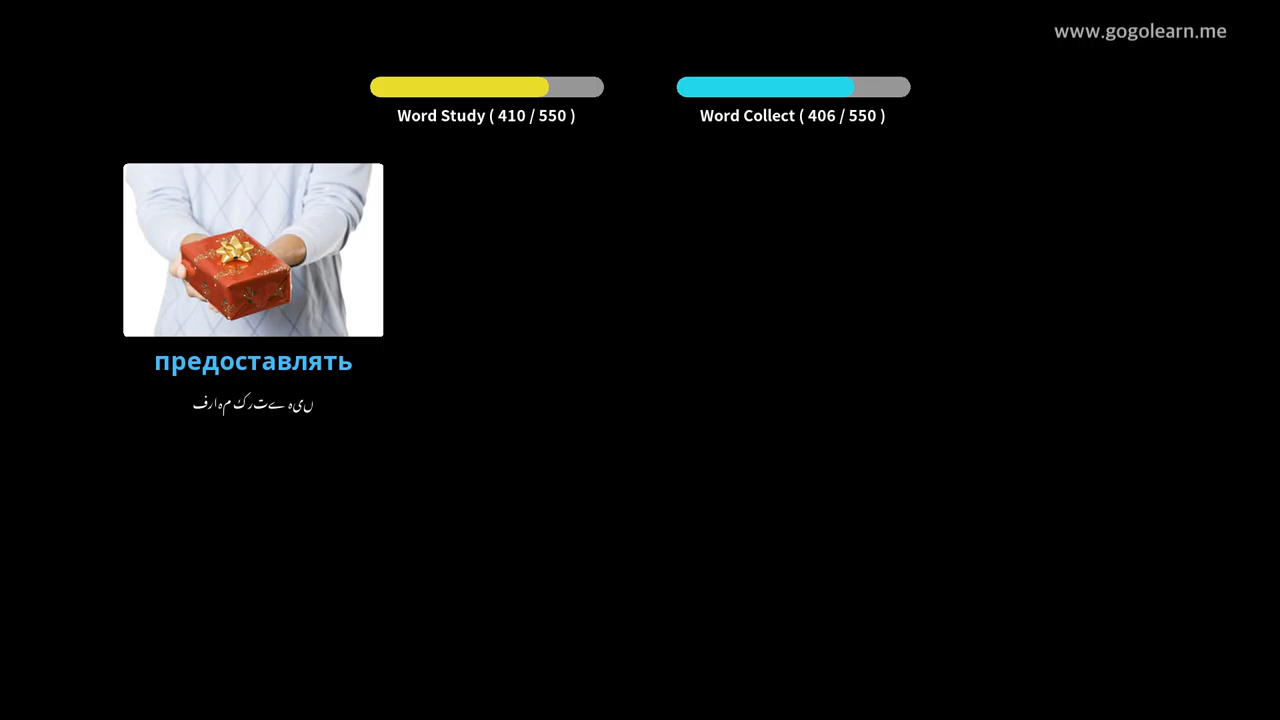 www.gogolearn.me
Word Study ( 410 / 550 )
Word Collect ( 406 / 550 )
предоставлять
فراہم کرتے ہیں